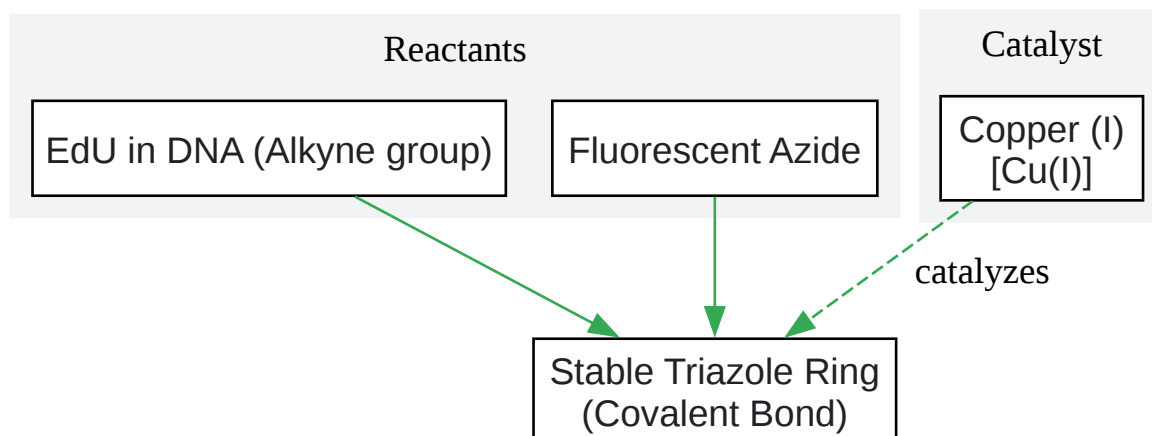 Reactants
Catalyst
EdU in DNA (Alkyne group)
Fluorescent Azide
Copper (I)
[Cu(I)]
catalyzes
Stable Triazole Ring
(Covalent Bond)